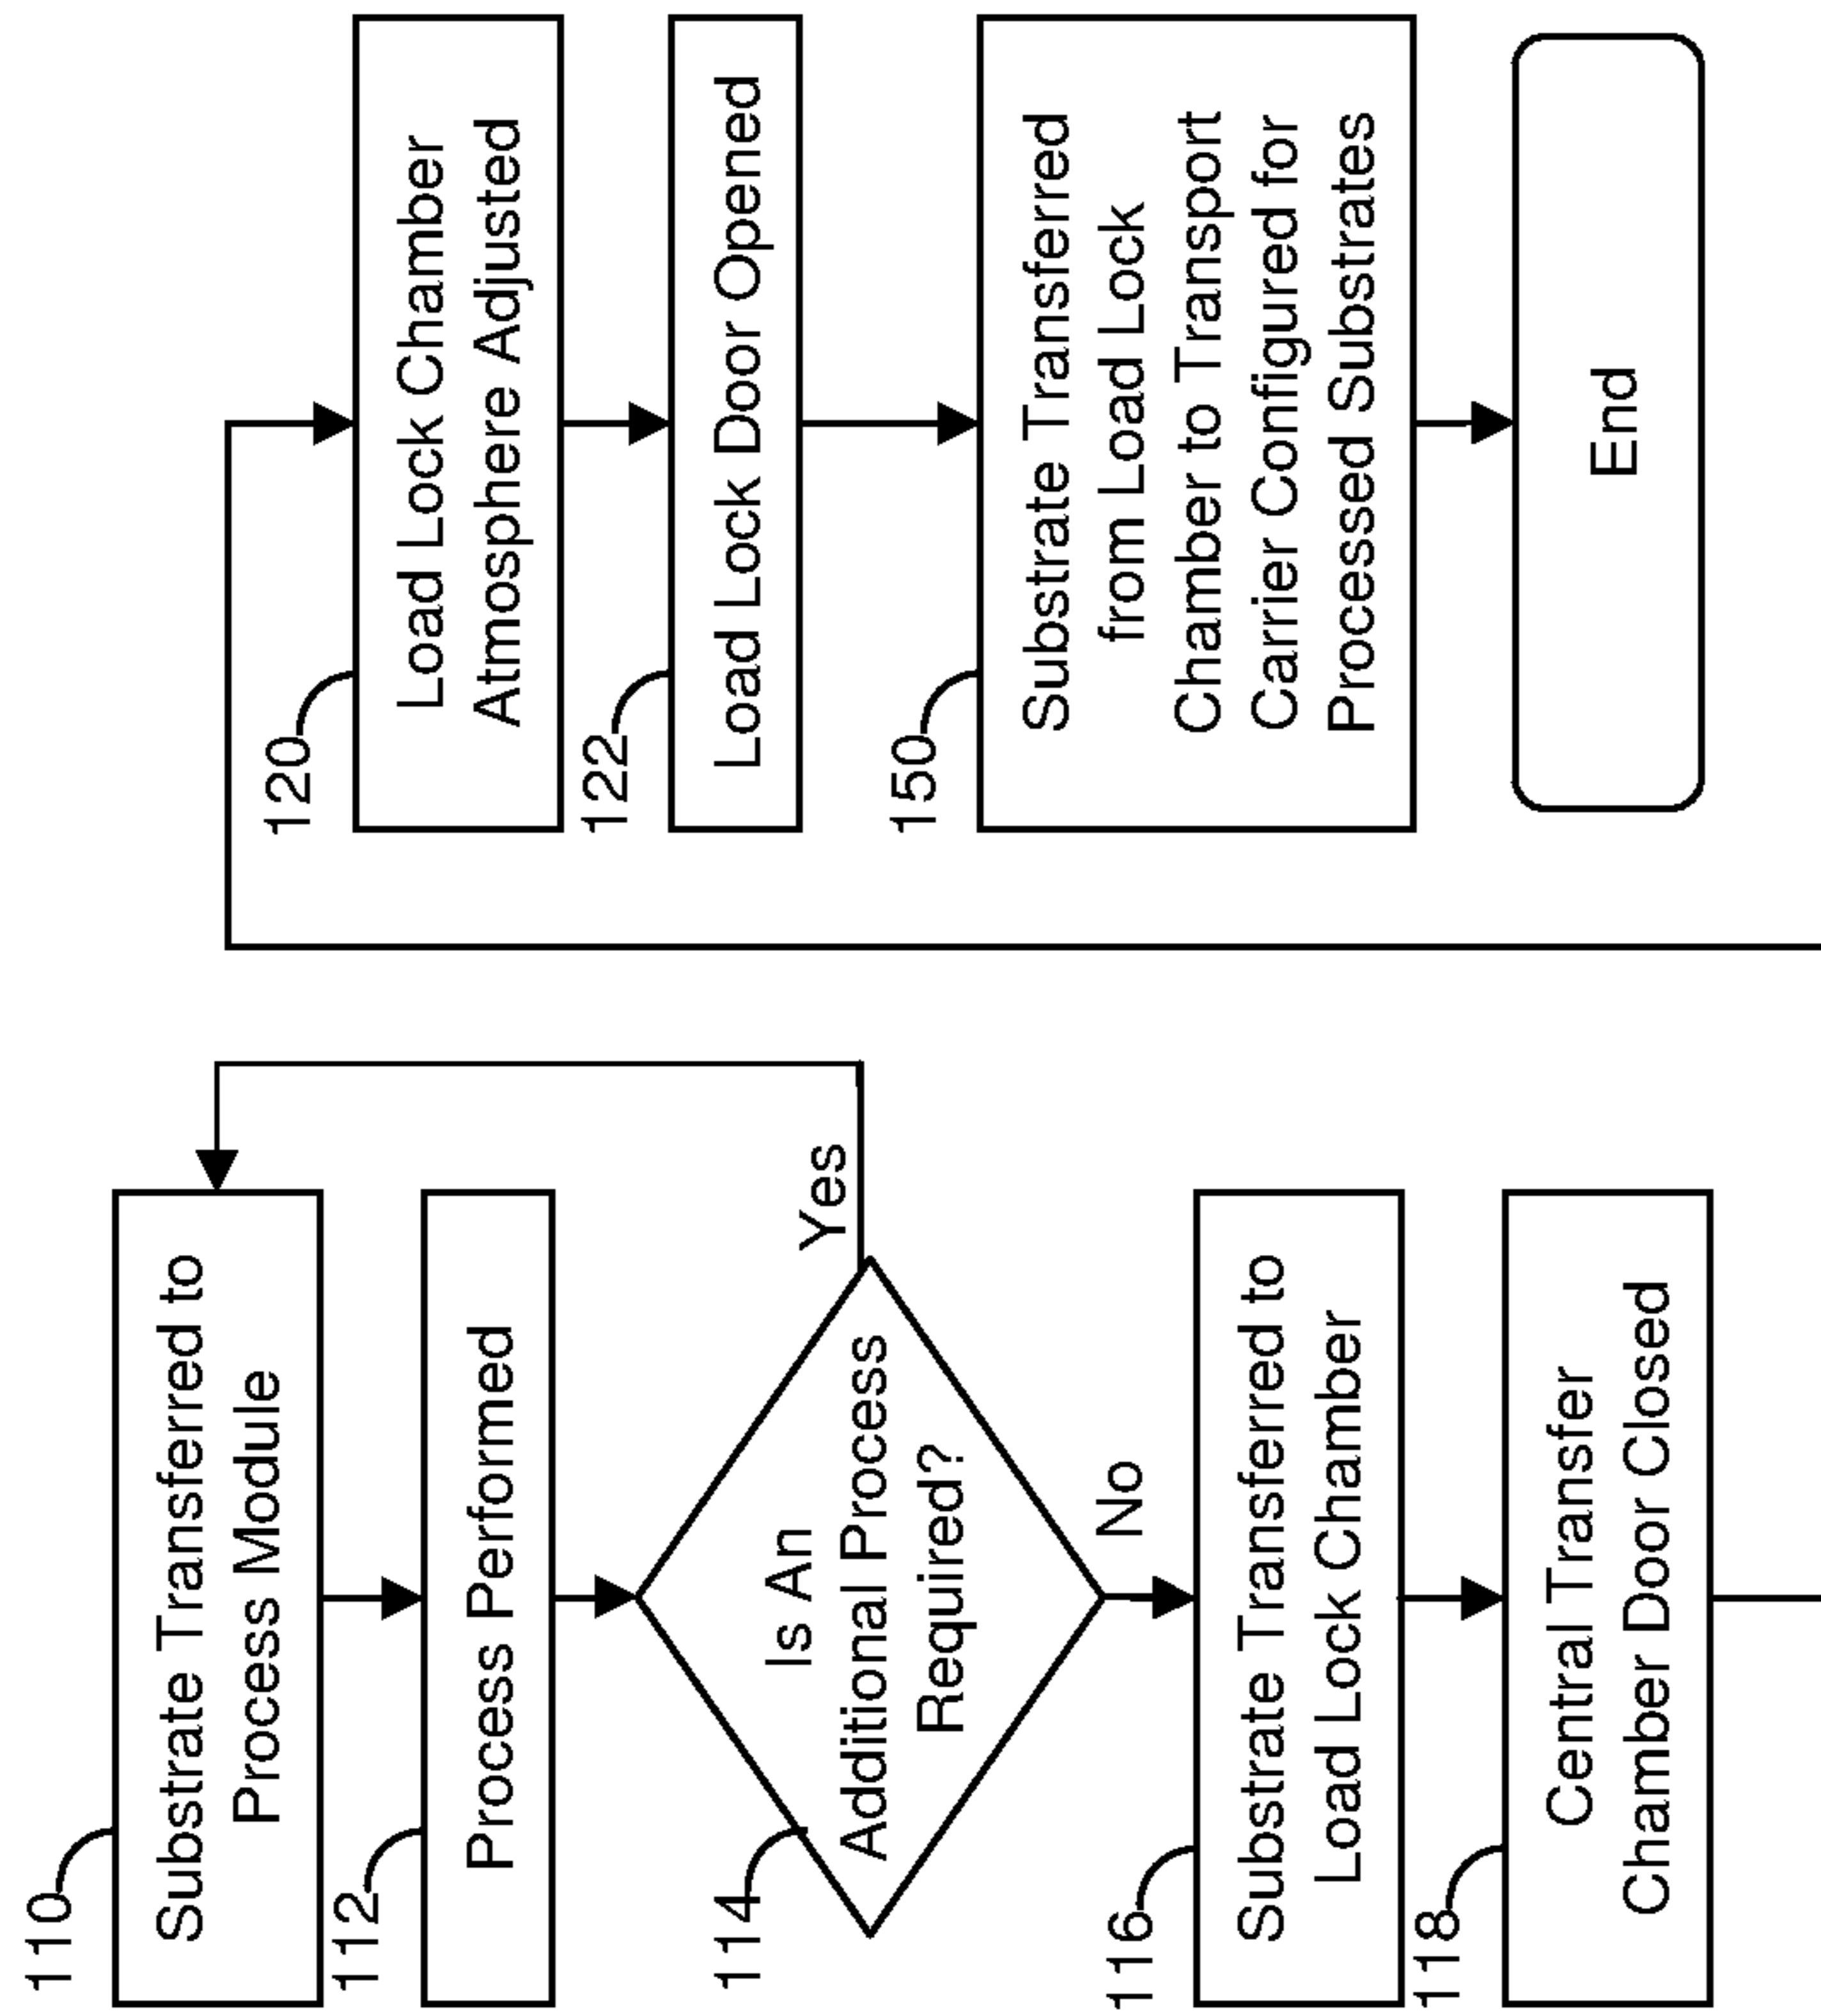 110
Substrate Transferred to
Process Module
112
Process Performed
114
Is An
Additional Process
Required?
Yes
No
116
Substrate Transferred to
Load Lock Chamber
118
Central Transfer
Chamber Door Closed
120
Load Lock Chamber
Atmosphere Adjusted
122
Load Lock Door Opened
150
Substrate Transferred
from Load Lock
Chamber to Transport
Carrier Configured for
Processed Substrates
End